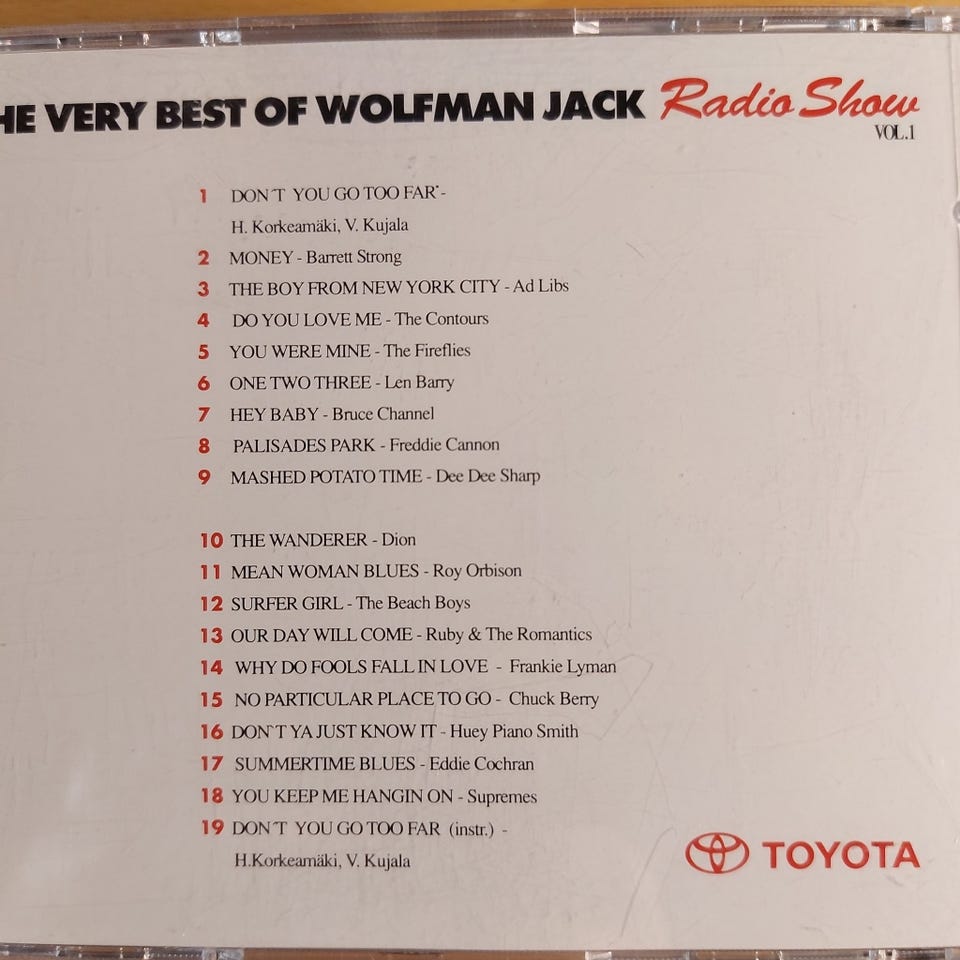 HE VERY BEST OF WOLFMAN JACK Radio Show
VOL.1
1 DON´T YOU GO TOO FAR* -
H. Korkeamäki, V. Kujala
2 MONEY - Barrett Strong
3 THE BOY FROM NEW YORK CITY - Ad Libs
4 DO YOU LOVE ME - The Contours
5 YOU WERE MINE - The Fireflies
6 ONE TWO THREE - Len Barry
7 HEY BABY - Bruce Channel
8 PALISADES PARK - Freddie Cannon
9 MASHED POTATO TIME - Dee Dee Sharp
10 THE WANDERER - Dion
11 MEAN WOMAN BLUES - Roy Orbison
12 SURFER GIRL - The Beach Boys
13 OUR DAY WILL COME - Ruby & The Romantics
14 WHY DO FOOLS FALL IN LOVE - Frankie Lyman
15 NO PARTICULAR PLACE TO GO - Chuck Berry
16 DON`T YA JUST KNOW IT - Huey Piano Smith
17 SUMMERTIME BLUES - Eddie Cochran
18 YOU KEEP ME HANGIN ON - Supremes
19 DON´T YOU GO TOO FAR (instr.) -
H.Korkeamäki, V. Kujala
TOYOTA